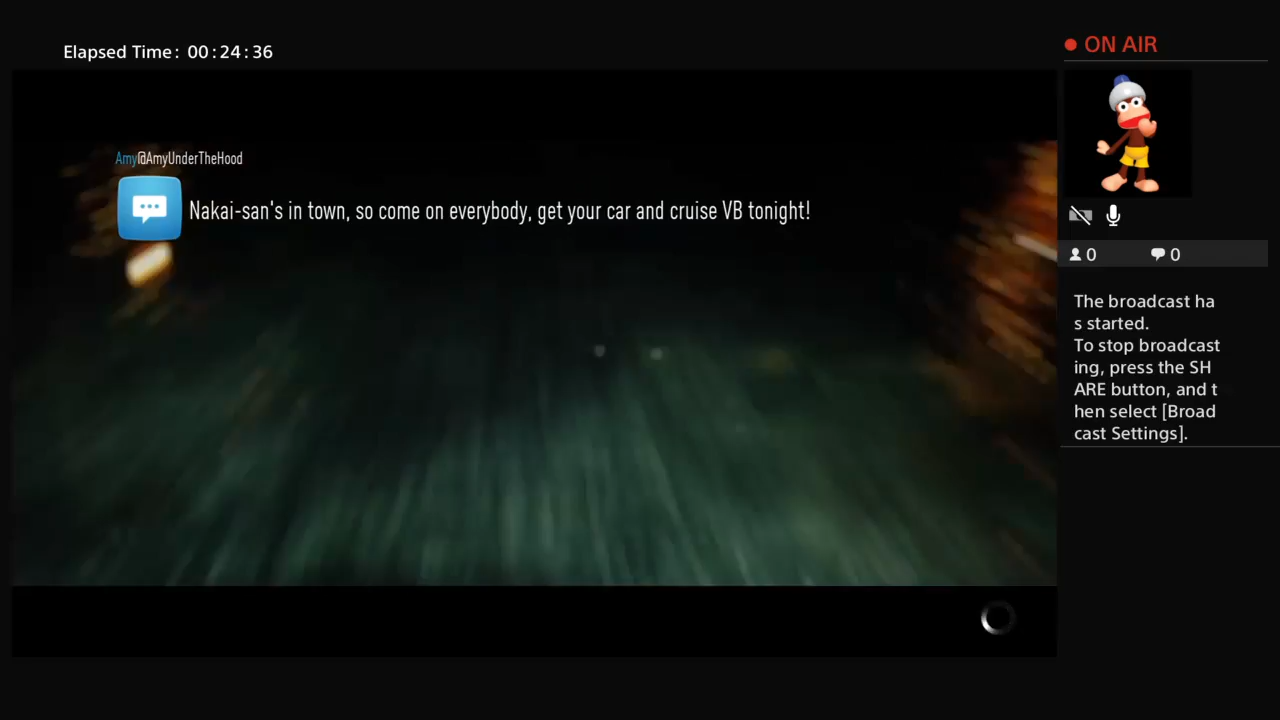 Elapsed Time: 00:24:36
ON AIR
Amy@AmyUnderTheHood
Nakai-san's in town, so come on everybody, get your car and cruise VB tonight!
0 0
The broadcast ha
s started.
To stop broadcast
ing, press the SH
ARE button, and t
hen select [Broad
cast Settings].